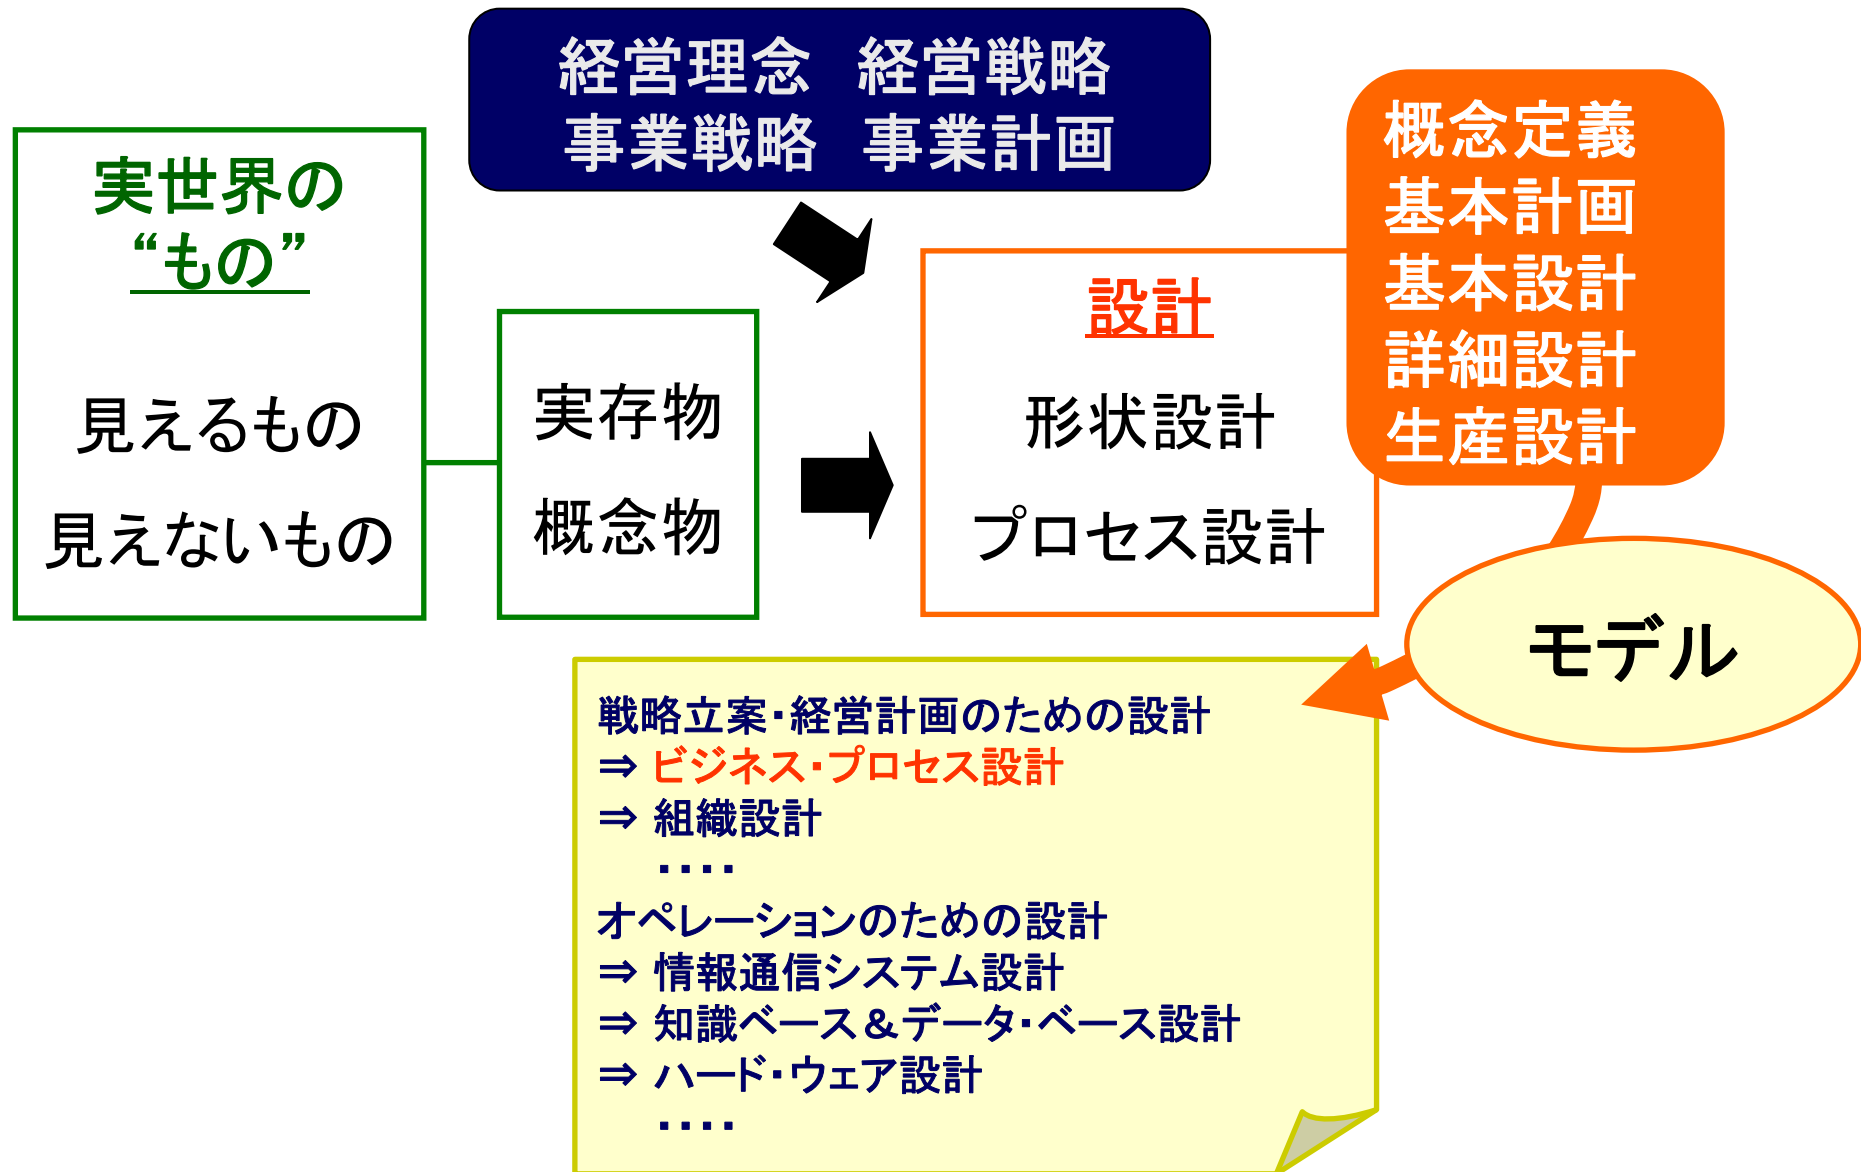 経営理念　経営戦略
事業戦略　事業計画
実世界の
“もの”
見えるもの
見えないもの
実存物
概念物
設計
形状設計
プロセス設計
概念定義
基本計画
基本設計
詳細設計
生産設計
モデル
戦略立案・経営計画のための設計
⇒ ビジネス・プロセス設計
⇒ 組織設計
・・・・
オペレーションのための設計
⇒ 情報通信システム設計
⇒ 知識ベース＆データ・ベース設計
⇒ ハード・ウェア設計
・・・・